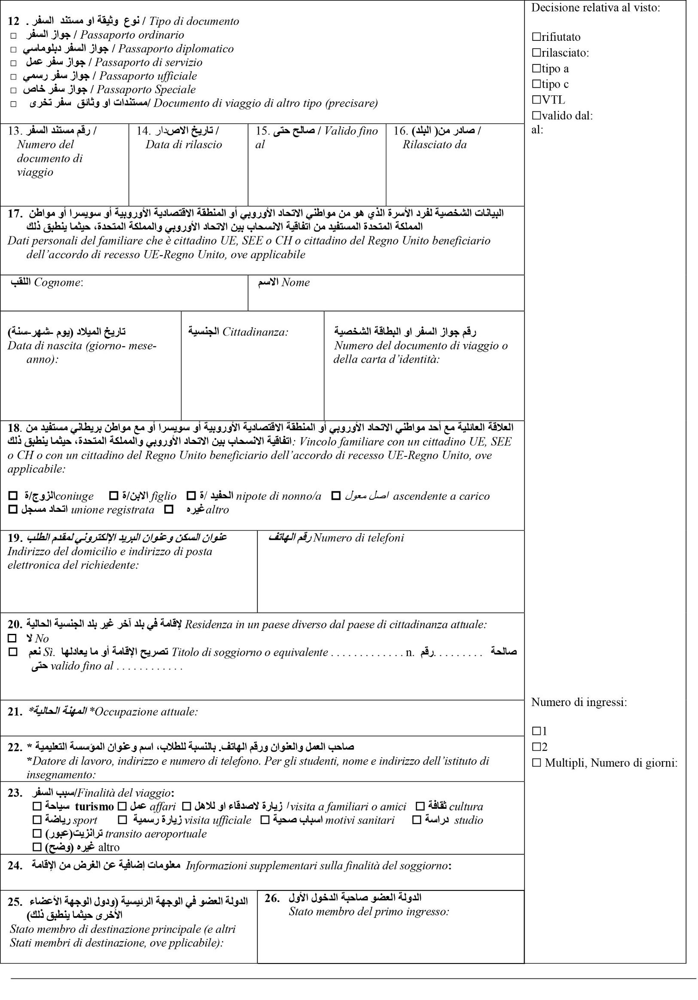 12 . نوع وثيقة او مستند السفر / Tipo di documento
□ جواز السفر / Passaporto ordinario
□ جواز السفر دبلوماسي / Passaporto diplomatico
□ جواز سفر عمل / Passaporto di servizio
□ جواز سفر رسمي / Passaporto ufficiale
□ جواز سفر خاص / Passaporto Speciale
□ مستندات او وثائق سفر تخرى/ Documento di viaggio di altro tipo (precisare)
13. رقم مستند السفر /
Numero del
documento di
viaggio
14. تاريخ الاصدار /
Data di rilascio
15. صالح حتى / Valido fino
al
16. صادر من( البلد) /
Rilasciato da
17. البيانات الشخصية لفرد الأسرة الذي هو من مواطني الاتحاد الأوروبي أو المنطقة الاقتصادية الأوروبية أو سويسرا أو مواطن
المملكة المتحدة المستفيد من اتفاقية الانسحاب بين الاتحاد الأوروبي والمملكة المتحدة، حيثما ينطبق ذلك
Dati personali del familiare che è cittadino UE, SEE o CH o cittadino del Regno Unito beneficiario
dell’accordo di recesso UE-Regno Unito, ove applicabile
اللقب Cognome:
الاسم Nome
تاريخ الميلاد (يوم -شهر-سنة)
Data di nascita (giorno- mese-
anno):
الجنسية Cittadinanza:
رقم جواز السفر او البطاقة الشخصية
Numero del documento di viaggio o
della carta d’identità:
18. العلاقة العائلية مع أحد مواطني الاتحاد الأوروبي أو المنطقة الاقتصادية الأوروبية أو سويسرا أو مع مواطن بريطاني مستفيد من
اتفاقية الانسحاب بين الاتحاد الأوروبي والمملكة المتحدة، حيثما ينطبق ذلك: Vincolo familiare con un cittadino UE, SEE
o CH o con un cittadino del Regno Unito beneficiario dell’accordo di recesso UE-Regno Unito, ove
applicabile:
□ الزوج/ة coniuge □ الابن/ة figlio □ الحفيد /ة nipote di nonno/a □ اصل معول ascendente a carico
□ اتحاد مسجل unione registrata □ غيره altro
19. عنوان السكن وعنوان البريد الإلكتروني لمقدم الطلب
Indirizzo del domicilio e indirizzo di posta
elettronica del richiedente:
رقم الهاتف Numero di telefoni
20. لإقامة في بلد آخر غير بلد الجنسية الحالية Residenza in un paese diverso dal paese di cittadinanza attuale:
□ لا No
□ نعم Sì. تصريح الإقامة أو ما يعادلها Titolo di soggiorno o equivalente . . . . . . . . . . . . . n. رقم. . . . . . . . . صالحة
حتى valido fino al . . . . . . . . . . . .
21. *المهنة الحالية *Occupazione attuale:
22. * صاحب العمل والعنوان ورقم الهاتف. بالنسبة للطلاب، اسم وعنوان المؤسسة التعليمية
*Datore di lavoro, indirizzo e numero di telefono. Per gli studenti, nome e indirizzo dell’istituto di
insegnamento:
23. سبب السفر/Finalità del viaggio:
□ سياحة turismo □ عمل affari □ زيارة لاصدقاء او للاهل / visita a familiari o amici □ ثقافة cultura
□ رياضة sport □ زيارة رسمية visita ufficiale □ اسباب صحية motivi sanitari □ دراسة studio
□ ترانزيت(عبور) transito aeroportuale
□ غيره (وضح) altro
24. معلومات إضافية عن الغرض من الإقامة Informazioni supplementari sulla finalità del soggiorno:
25. الدولة العضو في الوجهة الرئيسية (ودول الوجهة الأعضاء
الأخرى حيثما ينطبق ذلك)
Stato membro di destinazione principale (e altri
Stati membri di destinazione, ove pplicabile):
26. الدولة العضو صاحبة الدخول الأول
Stato membro del primo ingresso:
Decisione relativa al visto:
☐rifiutato
☐rilasciato:
☐tipo a
☐tipo c
☐VTL
☐valido dal:
al:
Numero di ingressi:
☐1
☐2
☐ Multipli, Numero di giorni: